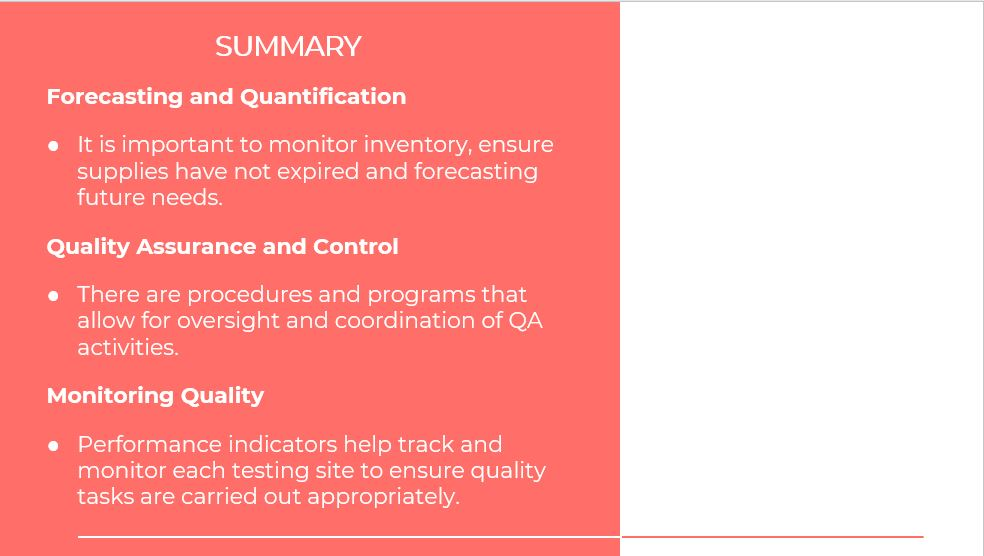 SUMMARY
Forecasting and Quantification
● It is important to monitor inventory, ensure
supplies have not expired and forecasting
future needs.
Quality Assurance and Control
● There are procedures and programs that
allow for oversight and coordination of QA
activities.
Monitoring Quality
● Performance indicators help track and
monitor each testing site to ensure quality
tasks are carried out appropriately.